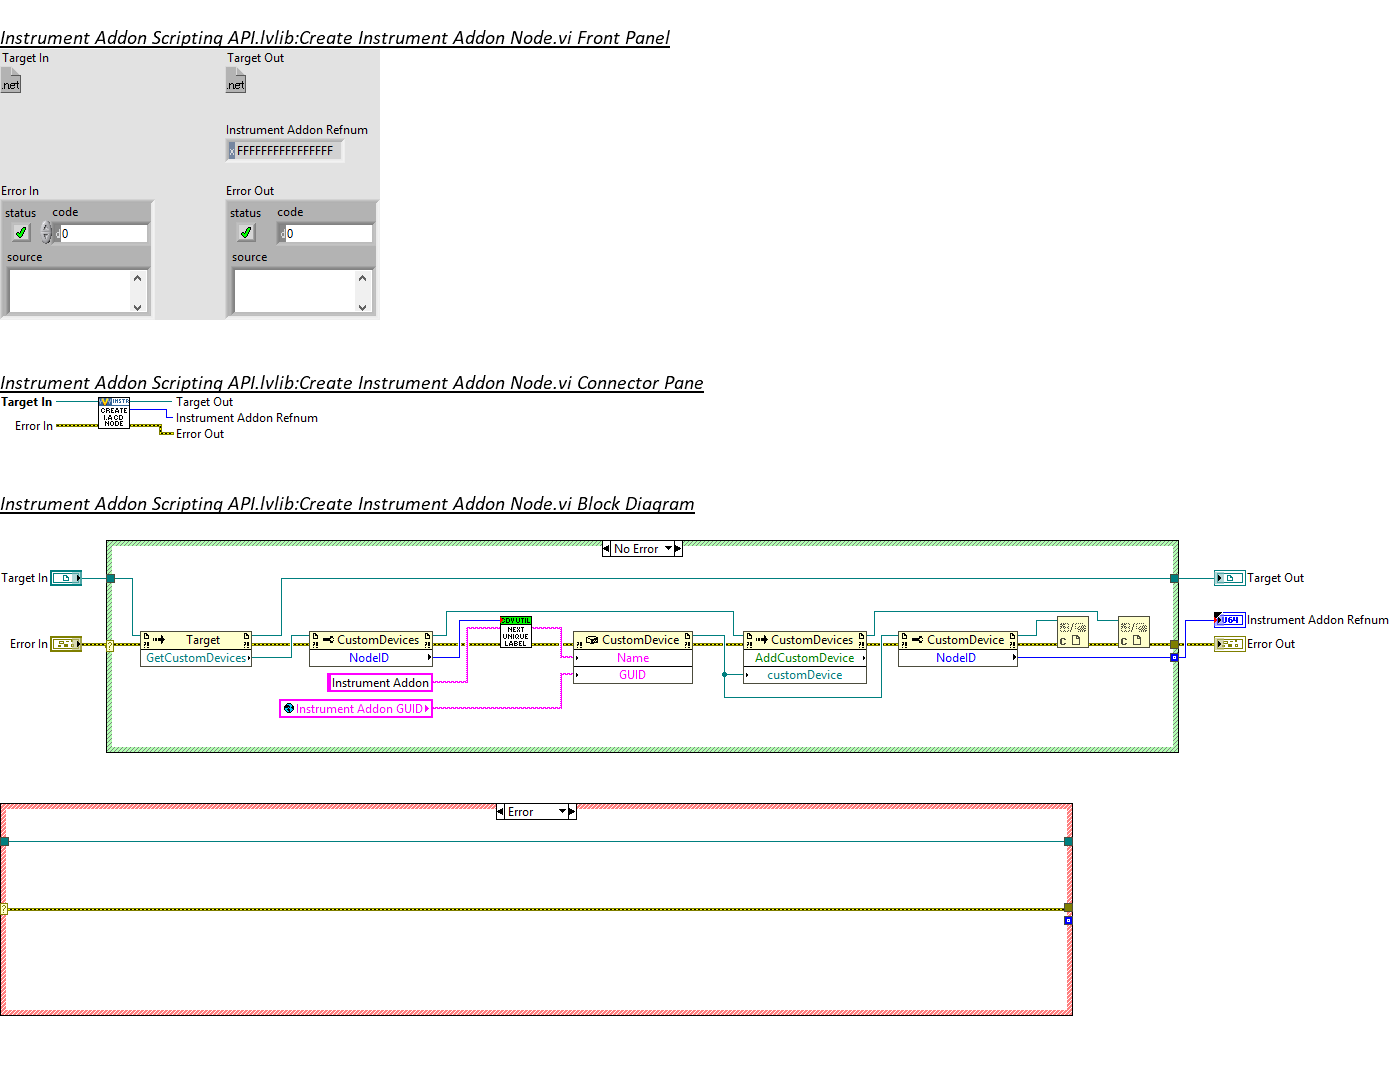 Instrument Addon Scripting API.lvlib:Create Instrument Addon Node.vi Front Panel
Target In
Target Out
.net
.net
Instrument Addon Refnum
x FFFFFFFFFFFFFFFF
Error In
Error Out
status code
status code
d 0
d 0
source
source
Instrument Addon Scripting API.lvlib:Create Instrument Addon Node.vi Connector Pane
Target In
INSTR
CREATE
I.A CD
NODE
Target Out
Instrument Addon Refnum
Error In
Error Out
Instrument Addon Scripting API.lvlib:Create Instrument Addon Node.vi Block Diagram
No Error
Target In
Target Out
CDV UTIL
NEXT
UNIQUE
LABEL
U64
Instrument Addon Refnum
Error In
Target
CustomDevices
CustomDevice
CustomDevices
CustomDevice
Error Out
GetCustomDevices
NodeID
Name
AddCustomDevice
NodeID
GUID
customDevice
Instrument Addon
Instrument Addon GUID
Error